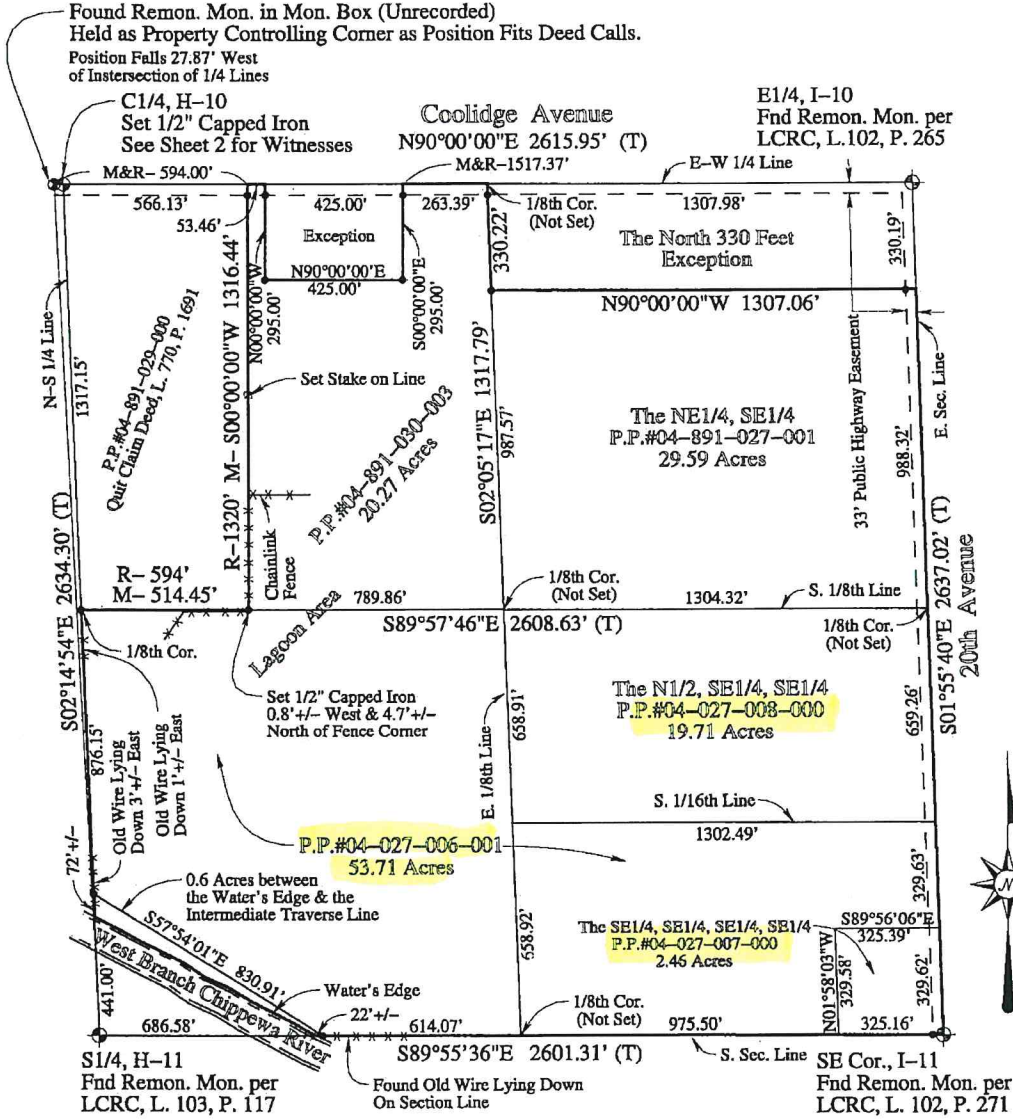 Found Remon. Mon. in Mon. Box (Unrecorded)
Held as Property Controlling Corner as Position Fits Deed Calls.
Position Falls 27.87' West
of Instersection of 1/4 Lines
C1/4, H-10
Set 1/2" Capped Iron
See Sheet 2 for Witnesses
Coolidge Avenue
N90°00'00"E 2615.95' (T)
E1/4, I-10
Fnd Remon. Mon. per
LCRC, L.102, P. 265
M&R- 594.00'
M&R-1517.37'
E-W 1/4 Line
566.13'
53.46'
425.00'
263.39'
1/8th Cor.
(Not Set)
1307.98'
Exception
The North 330 Feet
Exception
330.22'
330.19'
N90°00'00"E
425.00'
N00°00'00"W
295.00'
S00°00'00"E
295.00'
N90°00'00"W 1307.06'
N-S 1/4 Line
1317.15'
P.P.#04-891-029-000
Quit Claim Deed, L. 770, P. 1691
R-1320' M- S00°00'00"W 1316.44'
Set Stake on Line
P.P.#04-891-030-003
20.27 Acres
S02°05'17"E 1317.79'
987.57'
The NE1/4, SE1/4
P.P.#04-891-027-001
29.59 Acres
33' Public Highway Easement
988.32'
E. Sec. Line
Chainlink
Fence
Lagoon Area
R- 594'
M- 514.45'
789.86'
1/8th Cor.
(Not Set)
1304.32'
S. 1/8th Line
S89°57'46"E 2608.63' (T)
1/8th Cor.
(Not Set)
S02°14'54"E 2634.30' (T)
S01°55'40"E 2637.02' (T)
20th Avenue
1/8th Cor.
Set 1/2" Capped Iron
0.8'+/- West & 4.7'+/-
North of Fence Corner
876.15'
Old Wire Lying
Down 3'+/- East
Old Wire Lying
Down 1'+/- East
E. 1/8th Line
658.91'
The N1/2, SE1/4, SE1/4
P.P.#04-027-008-000
19.71 Acres
659.26'
S. 1/16th Line
1302.49'
P.P.#04-027-006-001
53.71 Acres
72'+/-
0.6 Acres between
the Water's Edge & the
Intermediate Traverse Line
329.63'
N
S57°54'01"E 830.91'
West Branch Chippewa River
Water's Edge
22'+/-
658.92'
The SE1/4, SE1/4, SE1/4, SE1/4
P.P.#04-027-007-000
2.46 Acres
S89°56'06"E
325.39'
N01°58'03"W
329.58'
329.62'
441.00'
686.58'
614.07'
1/8th Cor.
(Not Set)
975.50'
325.16'
S89°55'36"E 2601.31' (T)
S. Sec. Line
S1/4, H-11
Fnd Remon. Mon. per
LCRC, L. 103, P. 117
Found Old Wire Lying Down
On Section Line
SE Cor., I-11
Fnd Remon. Mon. per
LCRC, L. 102, P. 271